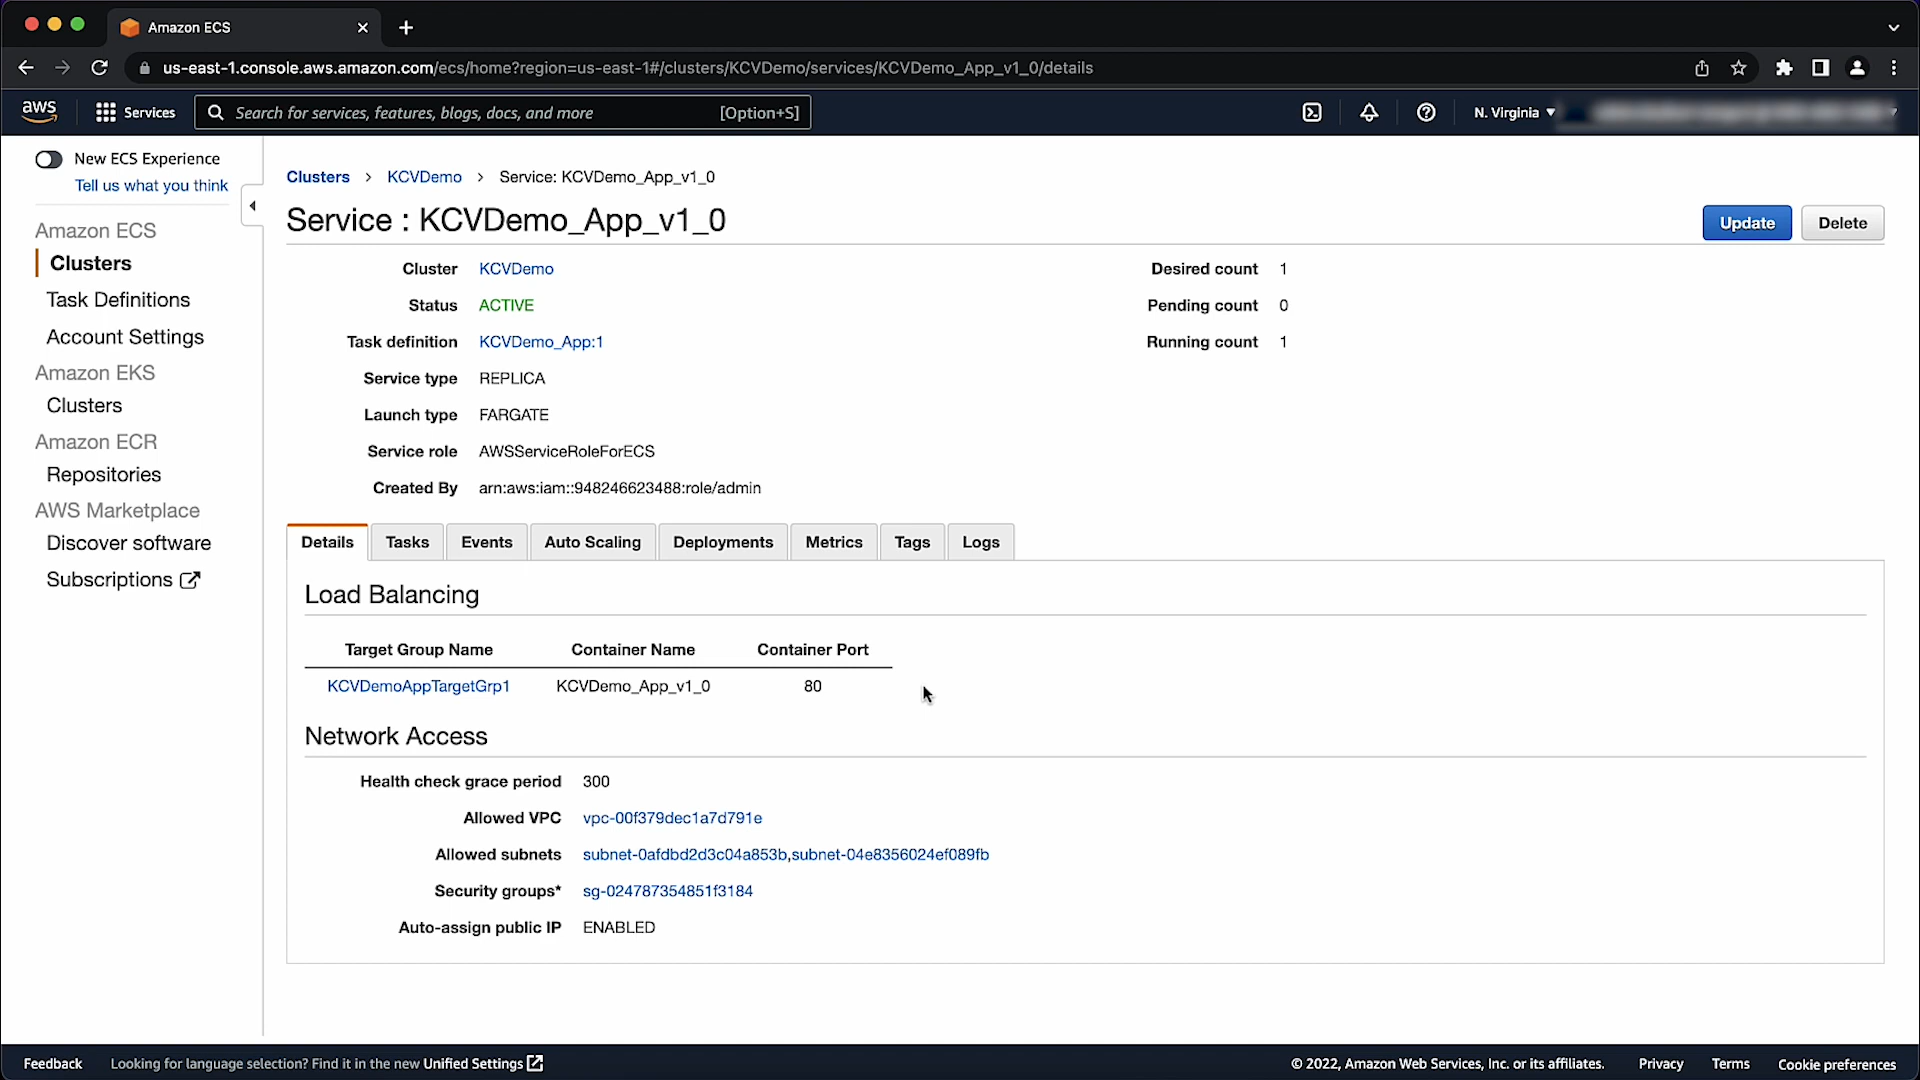 Amazon ECS
us-east-1.console.aws.amazon.com/ecs/home?region=us-east-1#/clusters/KCVDemo/services/KCVDemo_App_v1_0/details
aws Services Search for services, features, blogs, docs, and more [Option+S] N. Virginia
New ECS Experience
Tell us what you think
Amazon ECS
Clusters
Task Definitions
Account Settings
Amazon EKS
Clusters
Amazon ECR
Repositories
AWS Marketplace
Discover software
Subscriptions
Clusters > KCVDemo > Service: KCVDemo_App_v1_0
Service : KCVDemo_App_v1_0
Update Delete
Cluster KCVDemo
Status ACTIVE
Task definition KCVDemo_App:1
Service type REPLICA
Launch type FARGATE
Service role AWSServiceRoleForECS
Created By arn:aws:iam::948246623488:role/admin
Desired count 1
Pending count 0
Running count 1
Details Tasks Events Auto Scaling Deployments Metrics Tags Logs
Load Balancing
Target Group Name Container Name Container Port
KCVDemoAppTargetGrp1 KCVDemo_App_v1_0 80
Network Access
Health check grace period 300
Allowed VPC vpc-00f379dec1a7d791e
Allowed subnets subnet-0afdbd2d3c04a853b,subnet-04e8356024ef089fb
Security groups* sg-024787354851f3184
Auto-assign public IP ENABLED
Feedback Looking for language selection? Find it in the new Unified Settings © 2022, Amazon Web Services, Inc. or its affiliates. Privacy Terms Cookie preferences